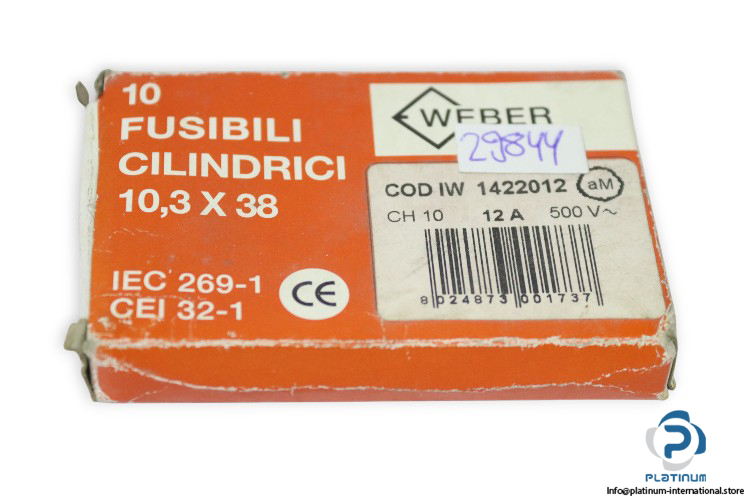 10
FUSIBILI
CILINDRICI
10,3 X 38
IEC 269-1
CEI 32-1
CE
WEBER
29844
COD IW 1422012 aM
CH 10 12 A 500 V~
8 024873 001737
PLATINUM
Info@platinum-international.store